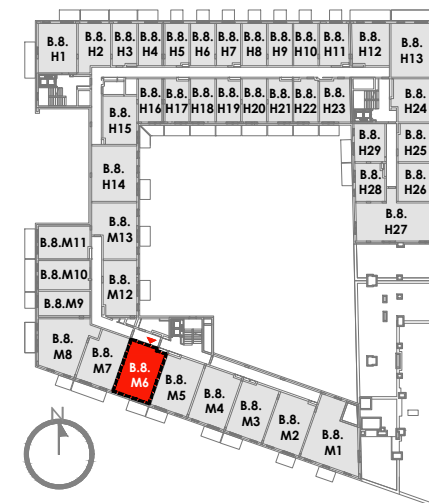 B.8.
H1
B.8.
H2
B.8.
H3
B.8.
H4
B.8.
H5
B.8.
H6
B.8.
H7
B.8.
H8
B.8.
H9
B.8.
H10
B.8.
H11
B.8.
H12
B.8.
H13
B.8.
H16
B.8.
H17
B.8.
H18
B.8.
H19
B.8.
H20
B.8.
H21
B.8.
H22
B.8.
H23
B.8.
H24
B.8.
H15
B.8.
H29
B.8.
H25
B.8.
H14
B.8.
H28
B.8.
H26
B.8.
H27
B.8.
M13
B.8.M11
B.8.M10
B.8.
M12
B.8.M9
B.8.
M8
B.8.
M7
B.8.
M6
B.8.
M5
B.8.
M4
B.8.
M3
B.8.
M2
B.8.
M1
N